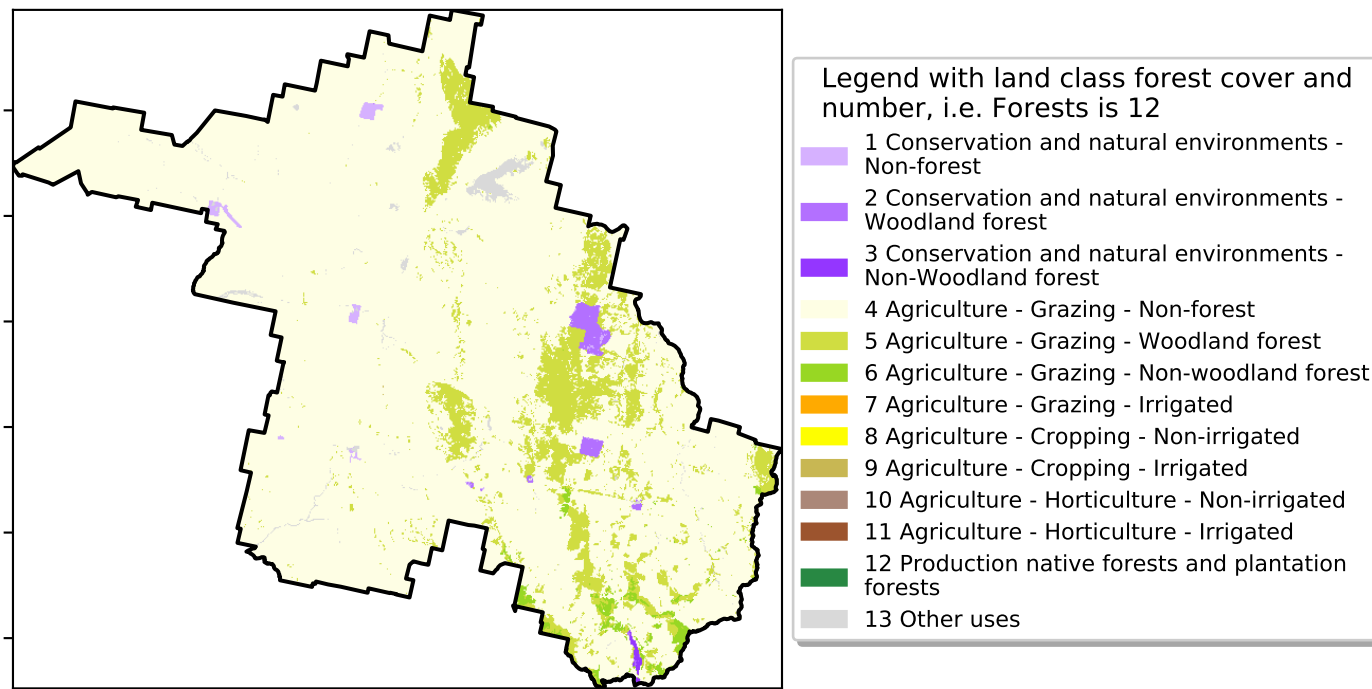 Legend with land class forest cover and
number, i.e. Forests is 12
1 Conservation and natural environments -
Non-forest
2 Conservation and natural environments -
Woodland forest
3 Conservation and natural environments -
Non-Woodland forest
4 Agriculture - Grazing - Non-forest
5 Agriculture - Grazing - Woodland forest
6 Agriculture - Grazing - Non-woodland forest
7 Agriculture - Grazing - Irrigated
8 Agriculture - Cropping - Non-irrigated
9 Agriculture - Cropping - Irrigated
10 Agriculture - Horticulture - Non-irrigated
11 Agriculture - Horticulture - Irrigated
12 Production native forests and plantation
forests
13 Other uses